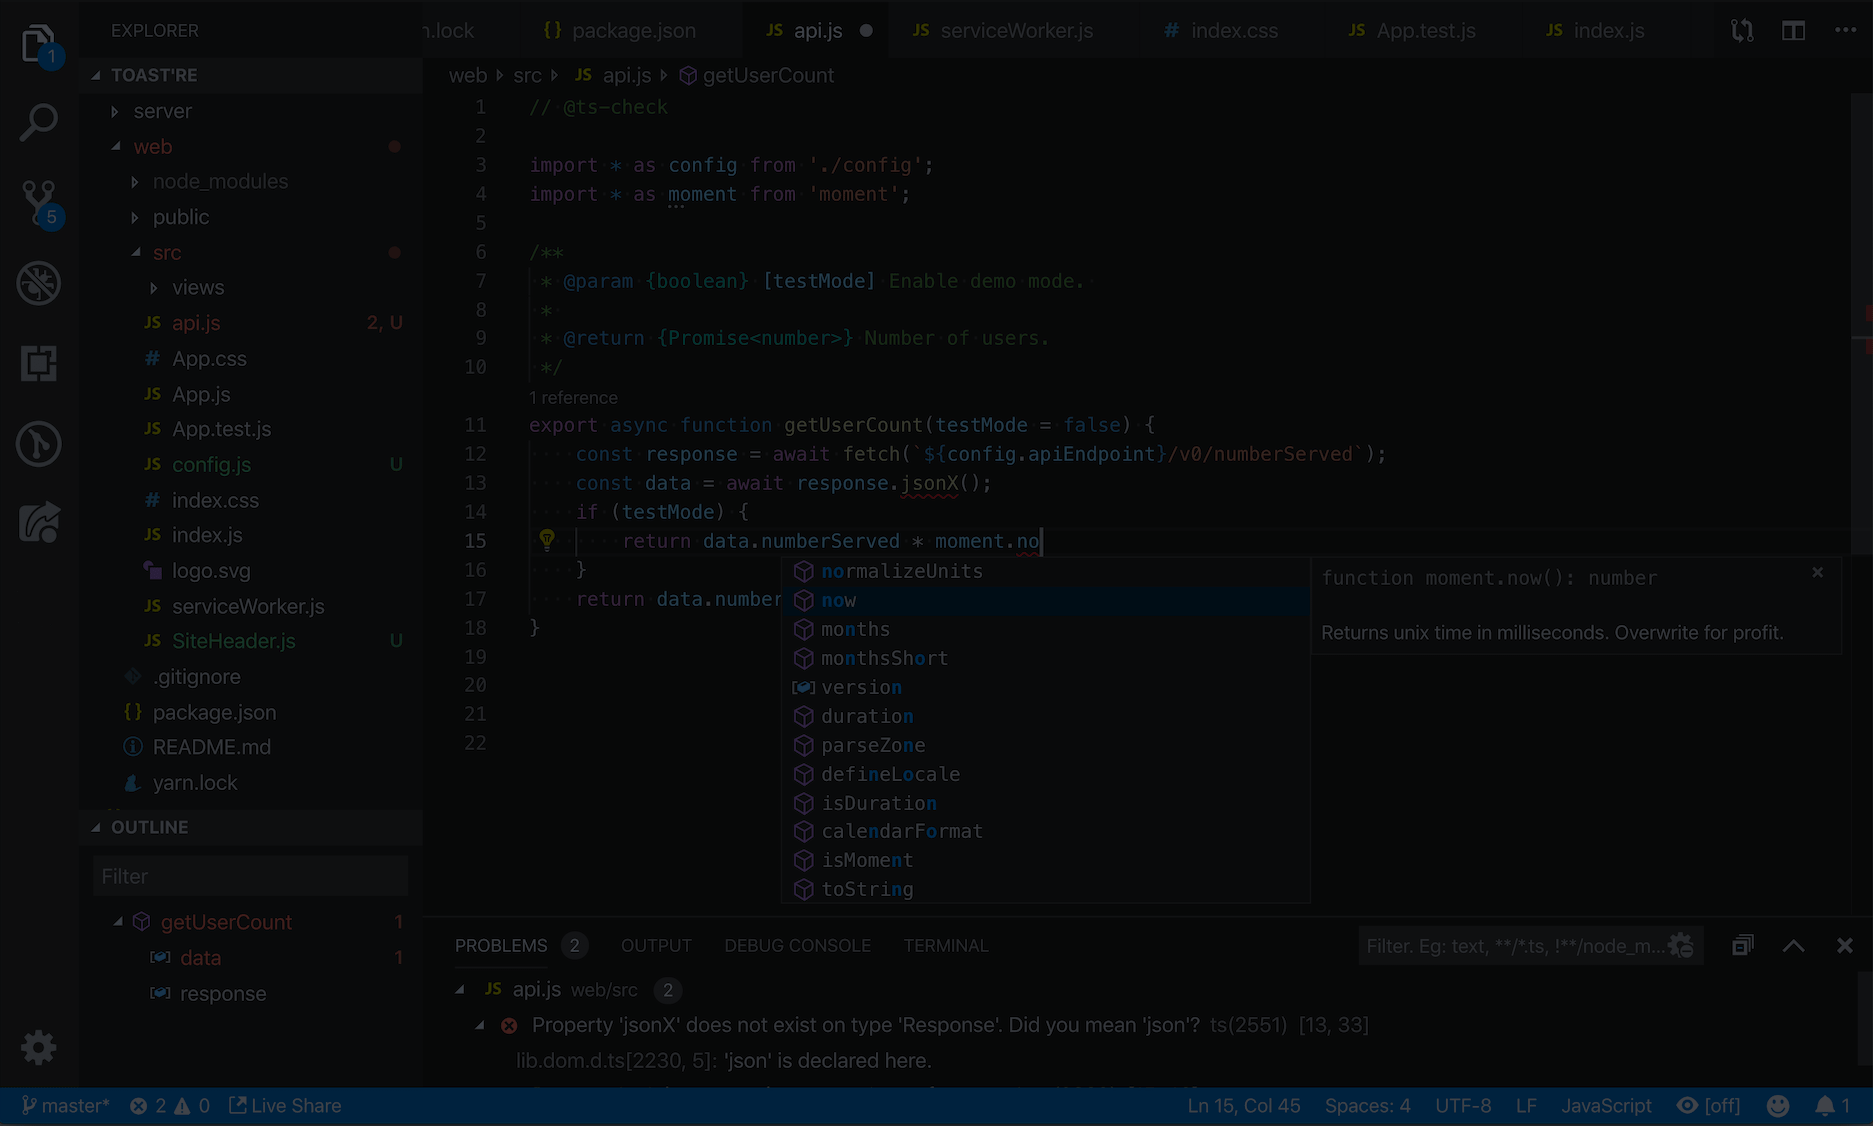 EXPLORER
n.lock
{} package.json
JS api.js
JS serviceWorker.js
# index.css
JS App.test.js
JS index.js
1
TOAST'RE
server
web
node_modules
public
src
views
JS api.js 2, U
# App.css
JS App.js
JS App.test.js
JS config.js U
# index.css
JS index.js
logo.svg
JS serviceWorker.js
JS SiteHeader.js U
.gitignore
{} package.json
README.md
yarn.lock
5
OUTLINE
Filter
getUserCount 1
data 1
response
web src JS api.js getUserCount
1 // @ts-check
2
3 import * as config from './config';
4 import * as moment from 'moment';
5
6 /**
7 * @param {boolean} [testMode] Enable demo mode.
8 *
9 * @return {Promise<number>} Number of users.
10 */
1 reference
11 export async function getUserCount(testMode = false) {
12 const response = await fetch(`${config.apiEndpoint}/v0/numberServed`);
13 const data = await response.jsonX();
14 if (testMode) {
15 return data.numberServed * moment.no
16 }
17 return data.number
18 }
19
20
21
22
normalizeUnits
now
months
monthsShort
version
duration
parseZone
defineLocale
isDuration
calendarFormat
isMoment
toString
function moment.now(): number
Returns unix time in milliseconds. Overwrite for profit.
PROBLEMS 2 OUTPUT DEBUG CONSOLE TERMINAL
Filter. Eg: text, **/*.ts, !**/node_m...
JS api.js web/src 2
Property 'jsonX' does not exist on type 'Response'. Did you mean 'json'? ts(2551) [13, 33]
lib.dom.d.ts[2230, 5]: 'json' is declared here.
master* 2 0 Live Share
Ln 15, Col 45 Spaces: 4 UTF-8 LF JavaScript [off] 1